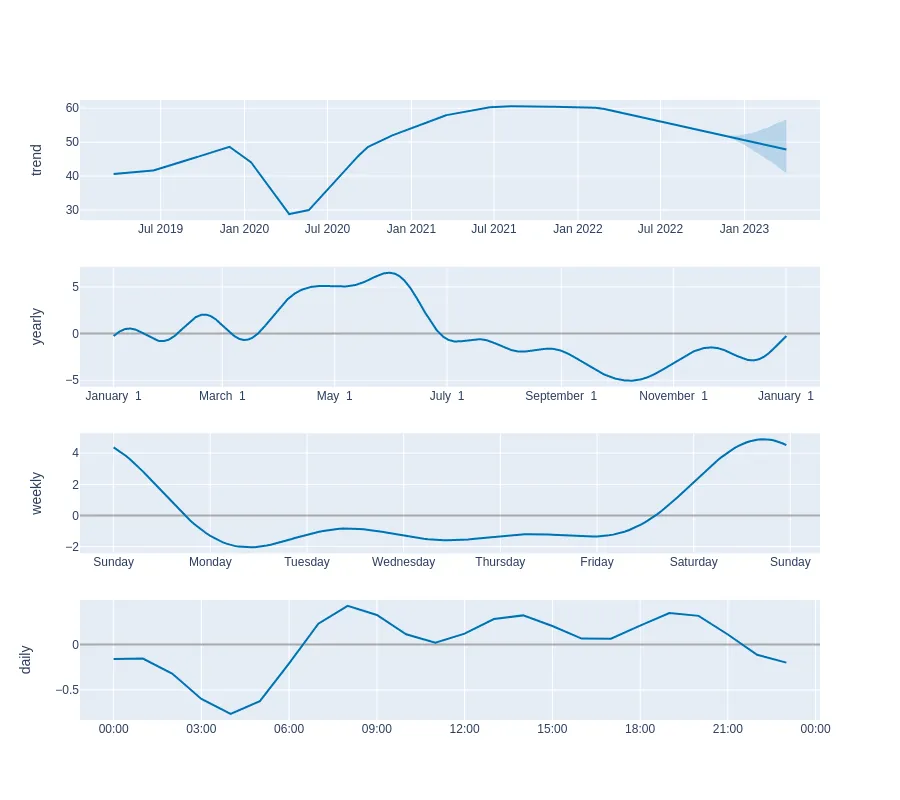 trend
60
50
40
30
Jul 2019 Jan 2020 Jul 2020 Jan 2021 Jul 2021 Jan 2022 Jul 2022 Jan 2023
yearly
5
0
−5
January 1 March 1 May 1 July 1 September 1 November 1 January 1
weekly
4
2
0
−2
Sunday Monday Tuesday Wednesday Thursday Friday Saturday Sunday
daily
0
−0.5
00:00 03:00 06:00 09:00 12:00 15:00 18:00 21:00 00:00